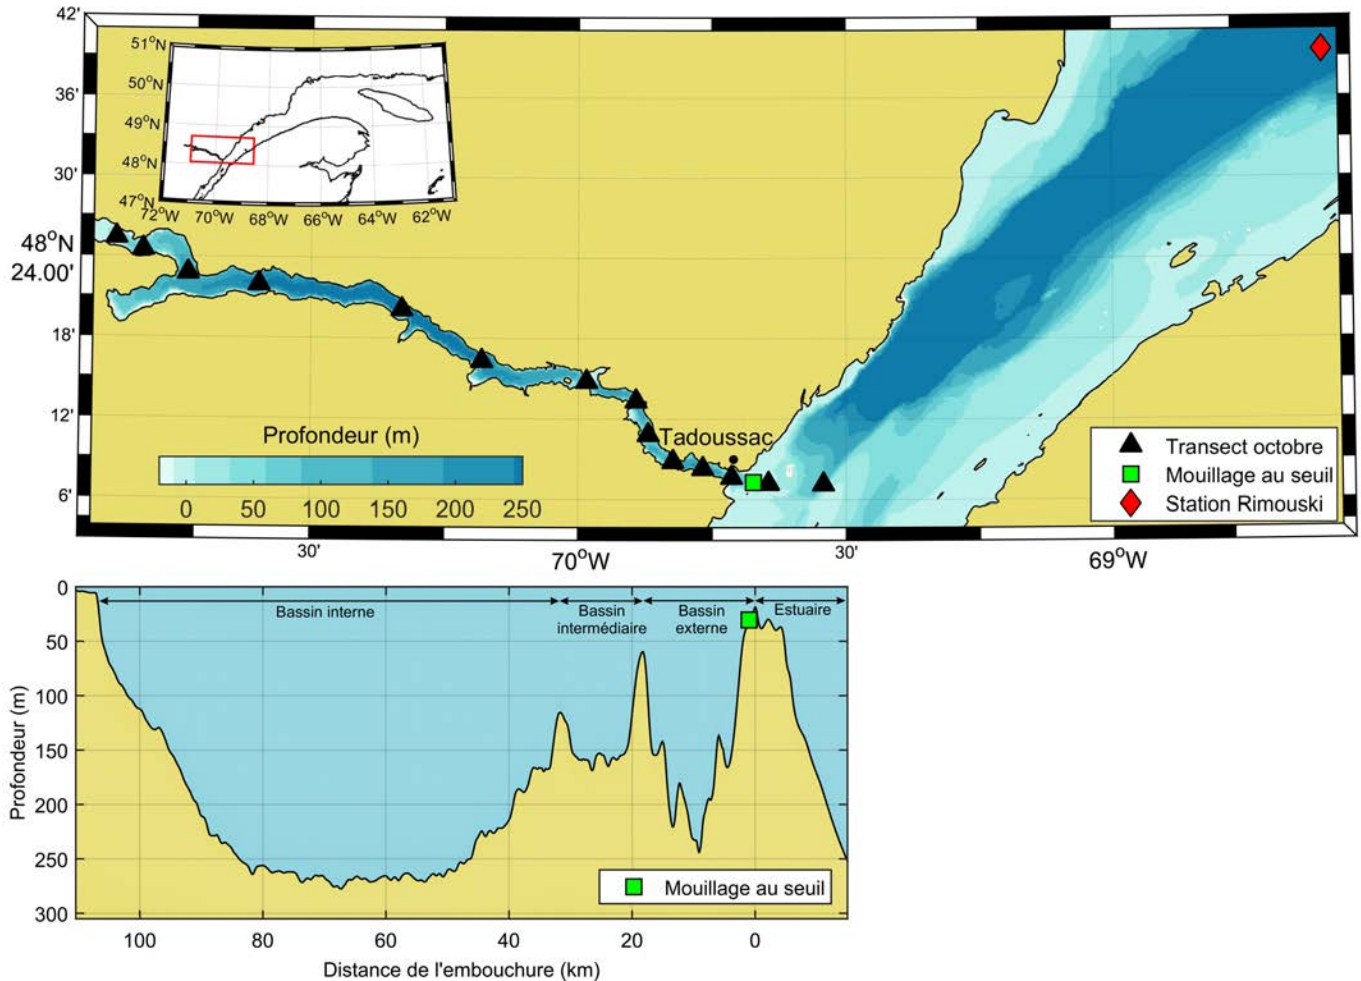 42'
36'
30'
48°N
24.00'
18'
12'
6'
51°N
50°N
49°N
48°N
47°N
72°W 70°W 68°W 66°W 64°W 62°W
Tadoussac
Profondeur (m)
0 50 100 150 200 250
Transect octobre
Mouillage au seuil
Station Rimouski
30' 70°W 30' 69°W
Bassin interne
Bassin
intermédiaire
Bassin
externe
Estuaire
Profondeur (m)
0
50
100
150
200
250
300
Mouillage au seuil
100 80 60 40 20 0
Distance de l'embouchure (km)